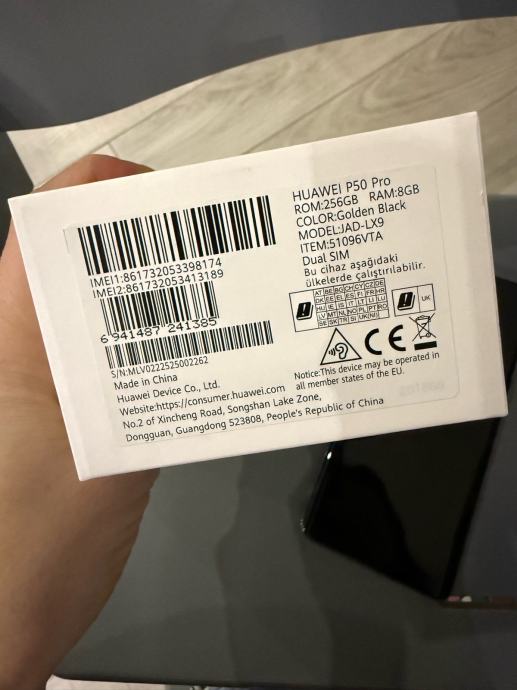 HUAWEI P50 Pro
ROM:256GB RAM:8GB
COLOR:Golden Black
MODEL:JAD-LX9
ITEM:51096VTA
Dual SIM
Bu cihaz aşağıdaki
ülkelerde çalıştırılabilir.
IMEI1:861732053398174
IMEI2:861732053413189
6 941487 241385
S/N:MLV0222525002262
Made in China
Huawei Device Co., Ltd.
Website:https://consumer.huawei.com
No.2 of Xincheng Road, Songshan Lake Zone,
Dongguan, Guangdong 523808, People's Republic of China
UK
CE
Notice:This device may be operated in
all member states of the EU.